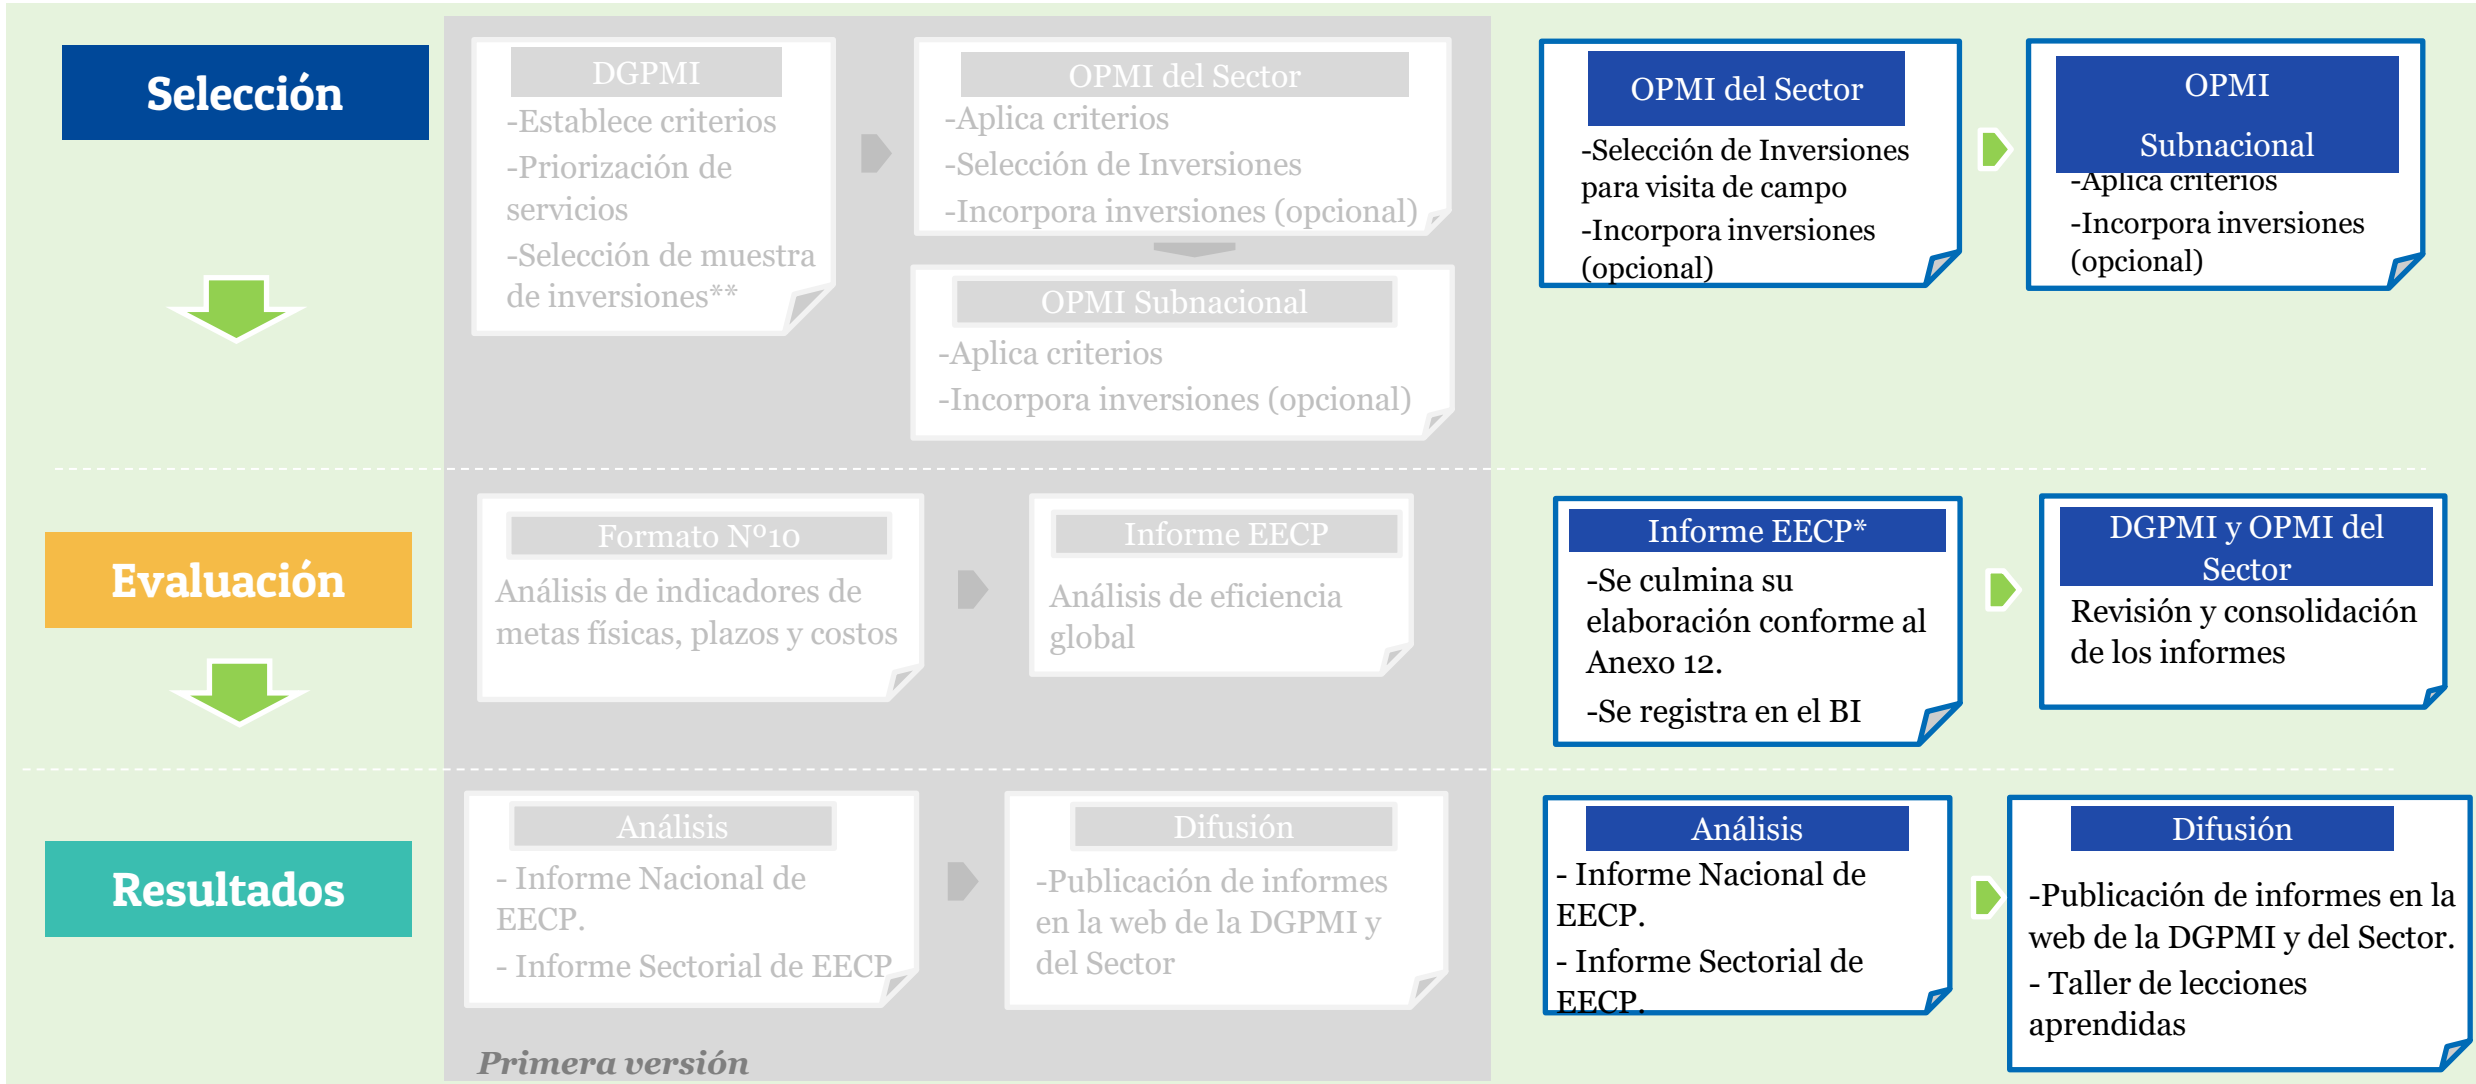 Selección
DGPMI
-Establece criterios
-Priorización de
servicios
-Selección de muestra
de inversiones**
OPMI del Sector
-Aplica criterios
-Selección de Inversiones
-Incorpora inversiones (opcional)
OPMI Subnacional
-Aplica criterios
-Incorpora inversiones (opcional)
OPMI del Sector
-Selección de Inversiones
para visita de campo
-Incorpora inversiones
(opcional)
OPMI
Subnacional
-Aplica criterios
-Incorpora inversiones
(opcional)
Evaluación
Formato Nº10
Análisis de indicadores de
metas físicas, plazos y costos
Informe EECP
Análisis de eficiencia
global
Informe EECP*
-Se culmina su
elaboración conforme al
Anexo 12.
-Se registra en el BI
DGPMI y OPMI del
Sector
Revisión y consolidación
de los informes
Resultados
Análisis
- Informe Nacional de
EECP.
- Informe Sectorial de EECP
Difusión
-Publicación de informes
en la web de la DGPMI y
del Sector
Análisis
- Informe Nacional de
EECP.
- Informe Sectorial de
EECP.
Difusión
-Publicación de informes en la
web de la DGPMI y del Sector.
- Taller de lecciones
aprendidas
Primera versión